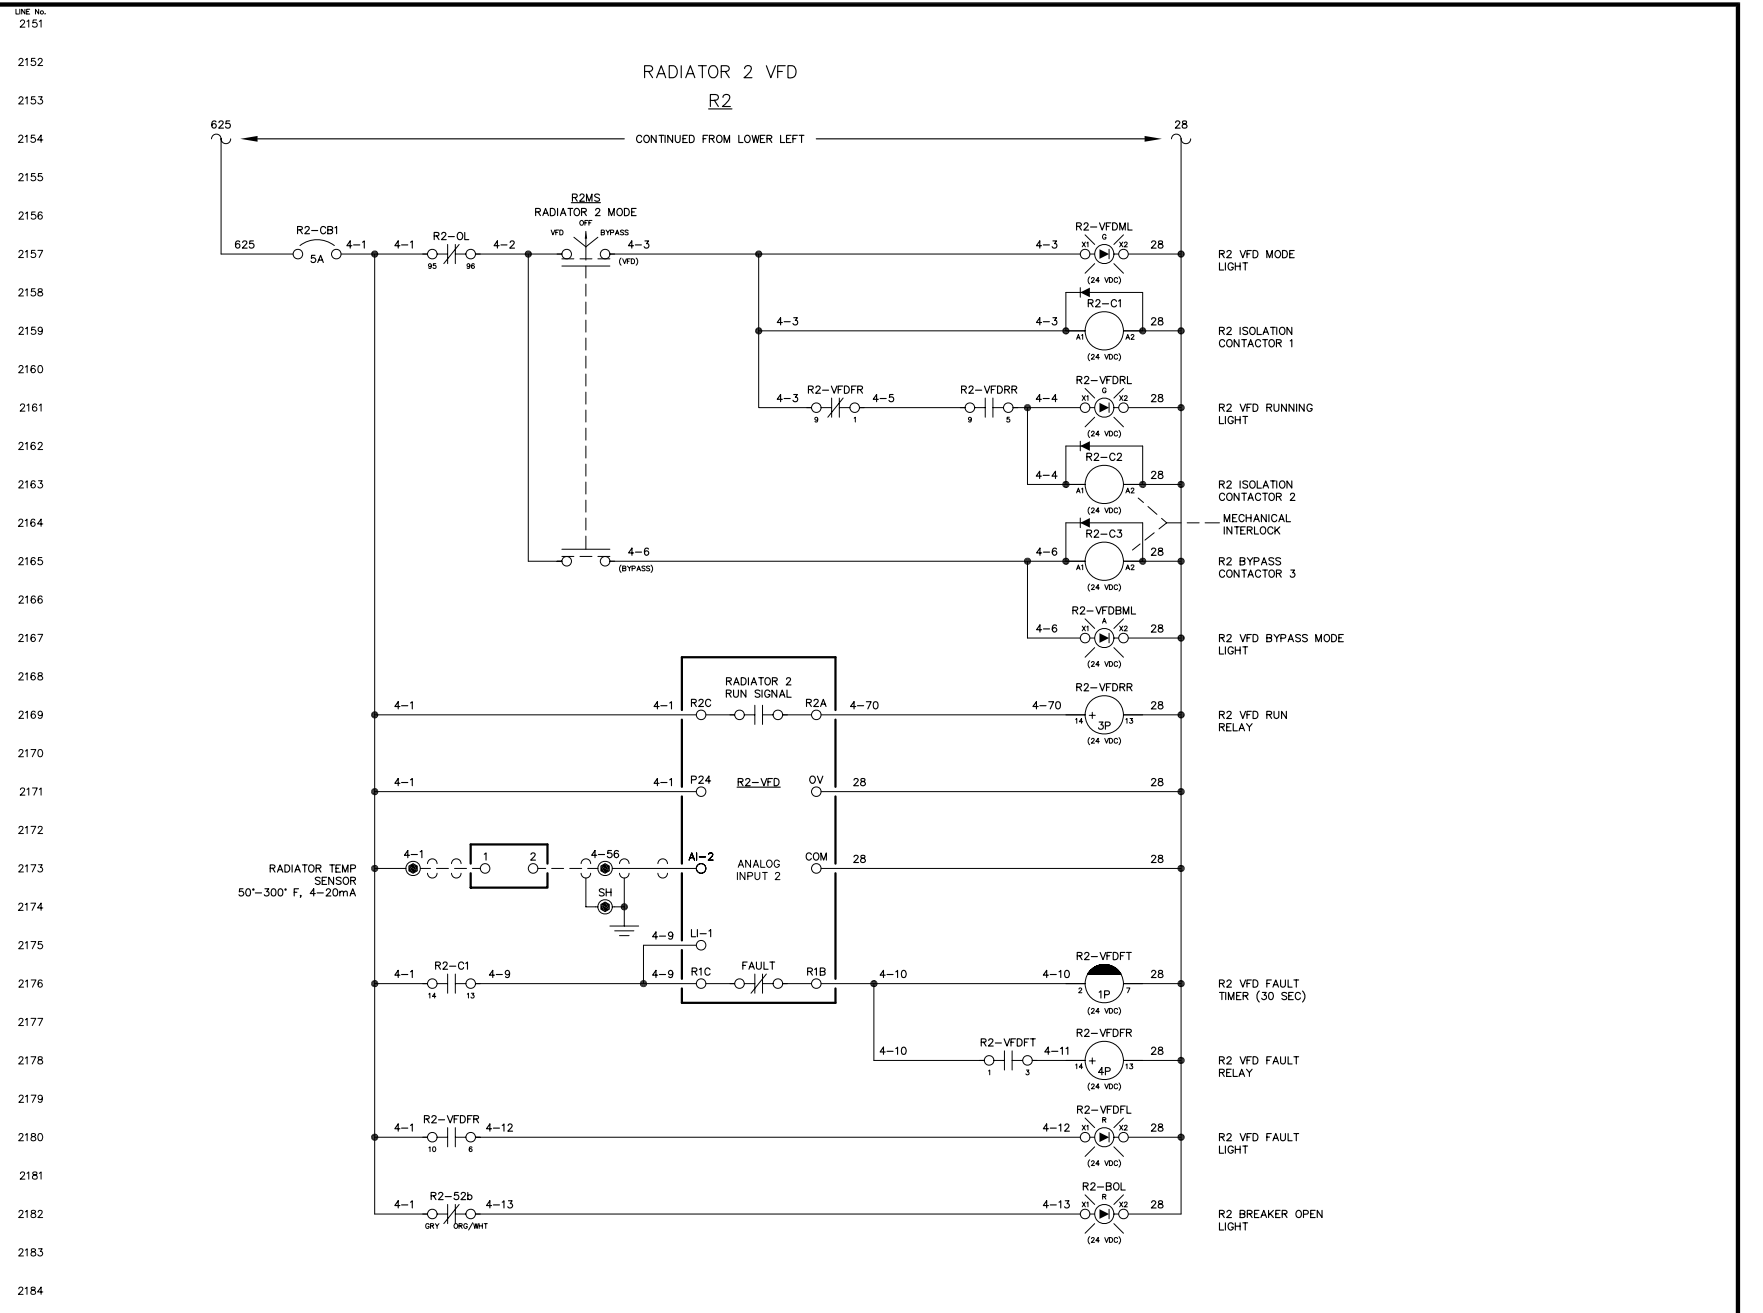 LINE No.
2151
2152
RADIATOR 2 VFD
2153
R2
625
28
2154
CONTINUED FROM LOWER LEFT
2155
R2MS
2156
RADIATOR 2 MODE
OFF
VFD BYPASS
R2-CB1
R2-OL
R2-VFDML
G
2157
625 5A 4-1 4-1 95 96 4-2 4-3 (VFD) 4-3 X1 X2 28
(24 VDC)
R2 VFD MODE
LIGHT
2158
R2-C1
2159
4-3 4-3 A1 A2 28
(24 VDC)
R2 ISOLATION
CONTACTOR 1
2160
R2-VFDFR R2-VFDRR R2-VFDRL
G
2161
4-3 9 1 4-5 9 5 4-4 X1 X2 28
(24 VDC)
R2 VFD RUNNING
LIGHT
2162
R2-C2
2163
4-4 A1 A2 28
(24 VDC)
R2 ISOLATION
CONTACTOR 2
2164
MECHANICAL
INTERLOCK
R2-C3
2165
4-6 (BYPASS) 4-6 A1 A2 28
(24 VDC)
R2 BYPASS
CONTACTOR 3
2166
R2-VFDBML
A
2167
4-6 X1 X2 28
(24 VDC)
R2 VFD BYPASS MODE
LIGHT
2168
RADIATOR 2
RUN SIGNAL
R2-VFDRR
2169
4-1 4-1 R2C R2A 4-70 4-70 14 + 3P 13 28
(24 VDC)
R2 VFD RUN
RELAY
2170
2171
4-1 4-1 P24 R2-VFD OV 28 28
2172
2173
RADIATOR TEMP
SENSOR
50°-300° F, 4-20mA
4-1 1 2 4-56 AI-2
ANALOG
INPUT 2
COM 28 28
2174
SH
2175
4-9 LI-1
R2-C1 FAULT R2-VFDFT
2176
4-1 14 13 4-9 4-9 R1C R1B 4-10 4-10 2 1P 7 28
(24 VDC)
R2 VFD FAULT
TIMER (30 SEC)
2177
R2-VFDFT R2-VFDFR
2178
4-10 1 3 4-11 14 + 4P 13 28
(24 VDC)
R2 VFD FAULT
RELAY
2179
R2-VFDFR R2-VFDFL
R
2180
4-1 10 6 4-12 4-12 X1 X2 28
(24 VDC)
R2 VFD FAULT
LIGHT
2181
R2-52b R2-BOL
R
2182
4-1 GRY ORG/WHT 4-13 4-13 X1 X2 28
(24 VDC)
R2 BREAKER OPEN
LIGHT
2183
2184